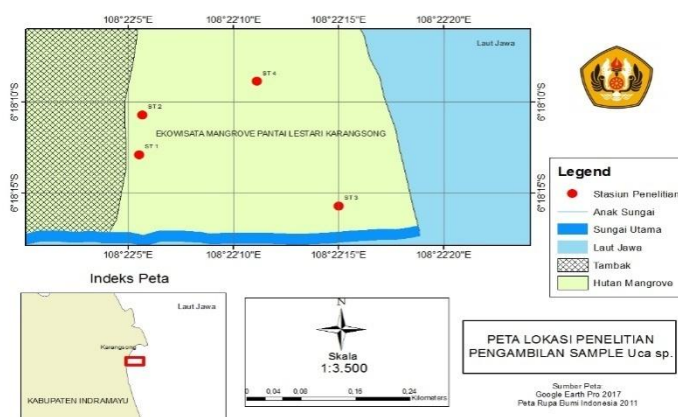 108°22'5"E 108°22'10"E 108°22'15"E 108°22'20"E
Laut Jawa
ST 4
6°18'10"S 6°18'10"S
ST 2
EKOWISATA MANGROVE PANTAI LESTARI KARANGSONG
ST 1
6°18'15"S 6°18'15"S
ST 3
108°22'5"E 108°22'10"E 108°22'15"E 108°22'20"E
Legend
Stasiun Penelitian
Anak Sungai
Sungai Utama
Laut Jawa
Tambak
Hutan Mangrove
Indeks Peta
Laut Jawa
Karangsong
KABUPATEN INDRAMAYU
N
Skala
1:3.500
0 0,04 0,08 0,16 0,24
Kilometers
PETA LOKASI PENELITIAN
PENGAMBILAN SAMPLE Uca sp.
Sumber Peta:
Google Earth Pro 2017
Peta Rupa Bumi Indonesia 2011